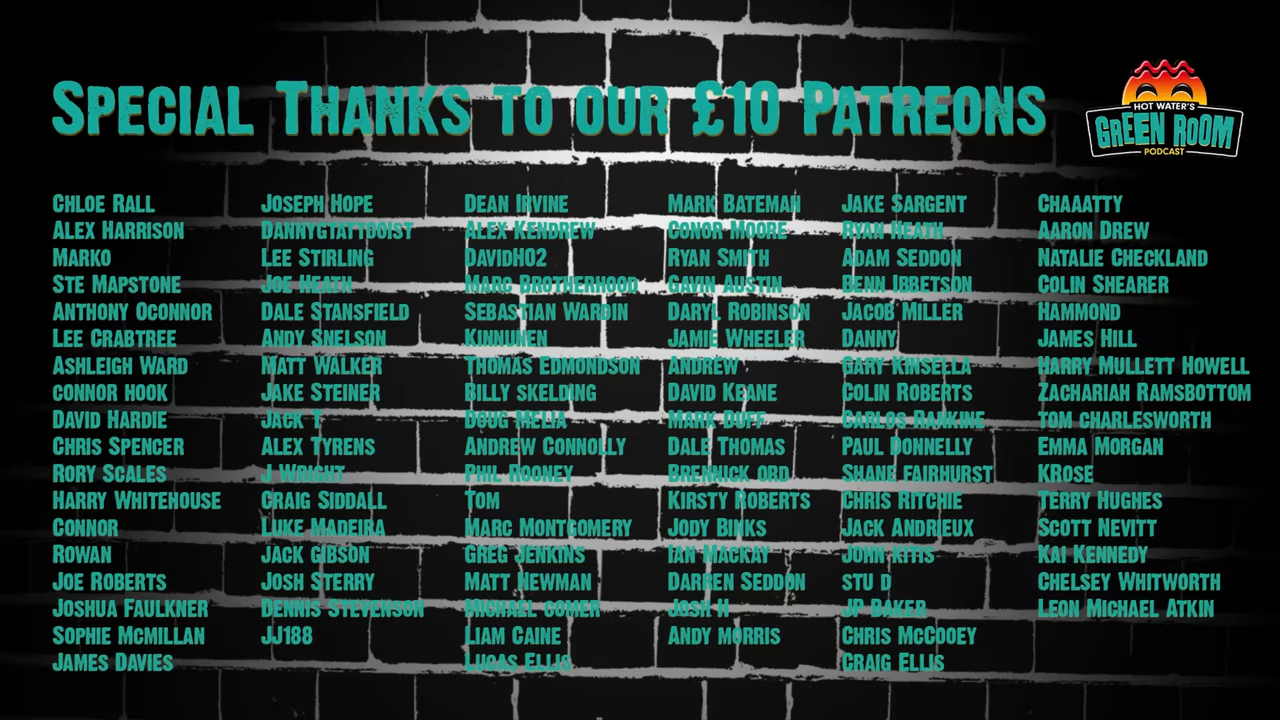 Special Thanks to our £10 Patreons
HOT WATER'S
GREEN ROOM
PODCAST
Chloe Rall
Alex Harrison
Marko
Ste Mapstone
Anthony Oconnor
Lee Crabtree
Ashleigh Ward
connor hook
David Hardie
Chris Spencer
Rory Scales
Harry Whitehouse
Connor
Rowan
Joe Roberts
Joshua Faulkner
Sophie McMillan
James Davies
Joseph Hope
Dannygtattooist
Lee Stirling
Joe Heath
Dale Stansfield
Andy Snelson
Matt Walker
Jake Steiner
Jack T
Alex Tyrens
J Wright
Craig Siddall
Luke Madeira
Jack gibson
Josh Sterry
Dennis Stevenson
JJ188
Dean Irvine
Alex Kendrew
DavidH02
Marc Brotherhood
Sebastian Wardin
Kinnunen
Thomas Edmondson
Billy skelding
Doug Melia
Andrew Connolly
Phil Rooney
Tom
Marc Montgomery
Greg Jenkins
Matt Newman
Michael comer
Liam Caine
Lucas Ellis
Mark Bateman
Conor Moore
Ryan Smith
Gavin Austin
Daryl Robinson
Jamie Wheeler
Andrew
David Keane
Mark Duff
Dale Thomas
Brennick ord
Kirsty Roberts
Jody Binks
Ian Mackay
Darren Seddon
Josh H
Andy morris
Jake Sargent
Ryan Heath
Adam Seddon
Benn Ibbetson
Jacob Miller
Danny
Gary Kinsella
Colin Roberts
Carlos Raikine
Paul Donnelly
Shane fairhurst
Chris Ritchie
Jack Andrieux
John kitis
stu d
JP Baker
Chris McCooey
Craig Ellis
Chaaatty
Aaron Drew
Natalie Checkland
Colin Shearer
Hammond
James Hill
Harry Mullett Howell
Zachariah Ramsbottom
tom charlesworth
Emma Morgan
KRose
Terry Hughes
Scott Nevitt
Kai Kennedy
Chelsey Whitworth
Leon Michael Atkin